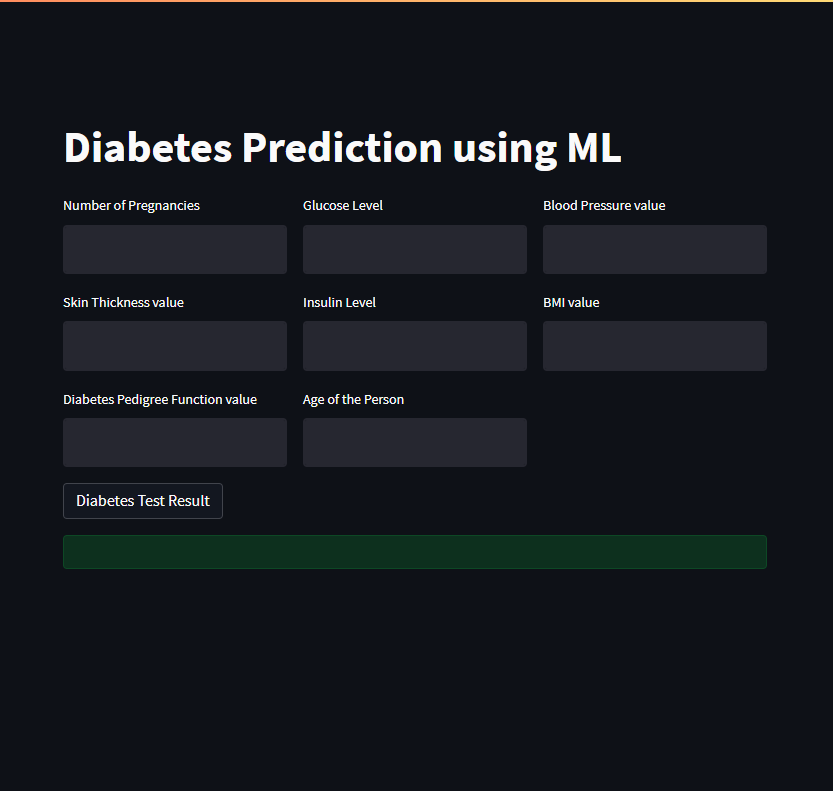 Diabetes Prediction using ML
Number of Pregnancies
Glucose Level
Blood Pressure value
Skin Thickness value
Insulin Level
BMI value
Diabetes Pedigree Function value
Age of the Person
Diabetes Test Result